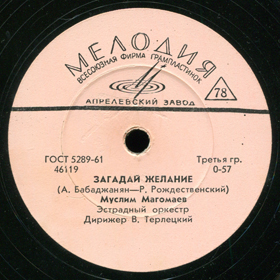 МЕЛОДИЯ
ВСЕСОЮЗНАЯ ФИРМА ГРАМПЛАСТИНОК
78
АПРЕЛЕВСКИЙ ЗАВОД
ГОСТ 5289-61 Третья гр.
46119 0-57
ЗАГАДАЙ ЖЕЛАНИЕ
(А. Бабаджанян—Р. Рождественский)
Муслим Магомаев
Эстрадный оркестр
Дирижер В. Терлецкий